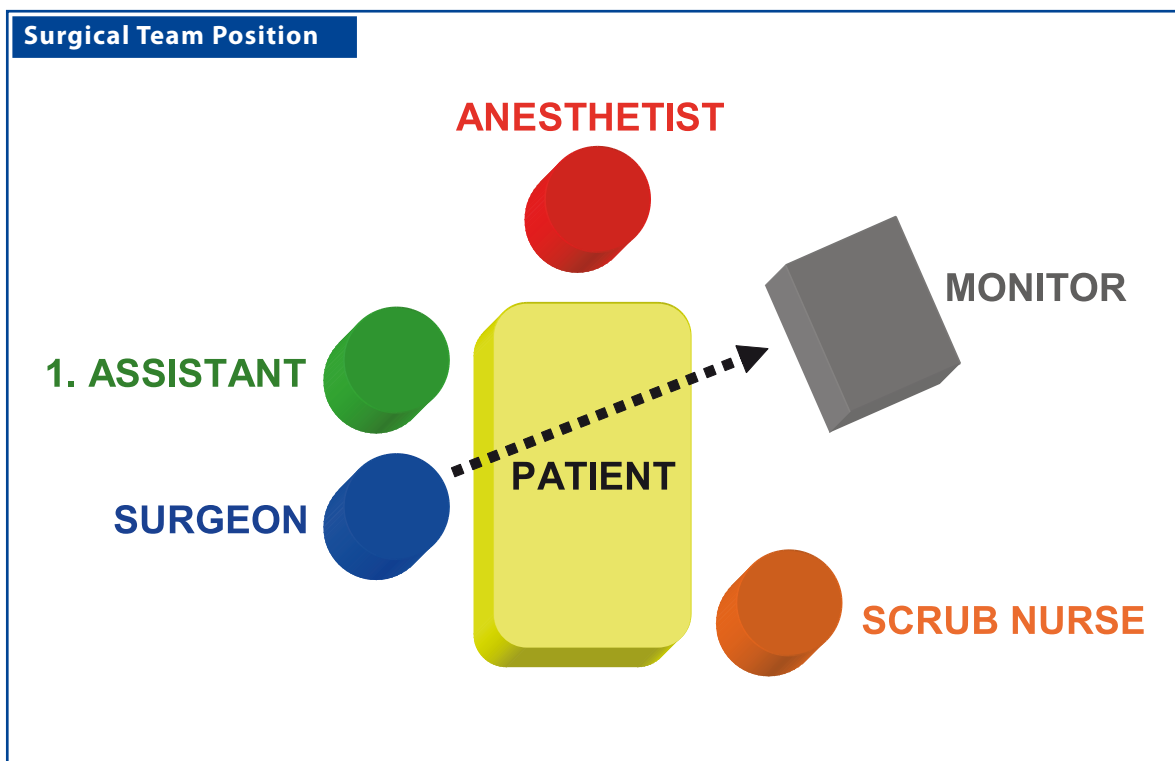 Surgical Team Position
ANESTHETIST
MONITOR
1. ASSISTANT
PATIENT
SURGEON
SCRUB NURSE